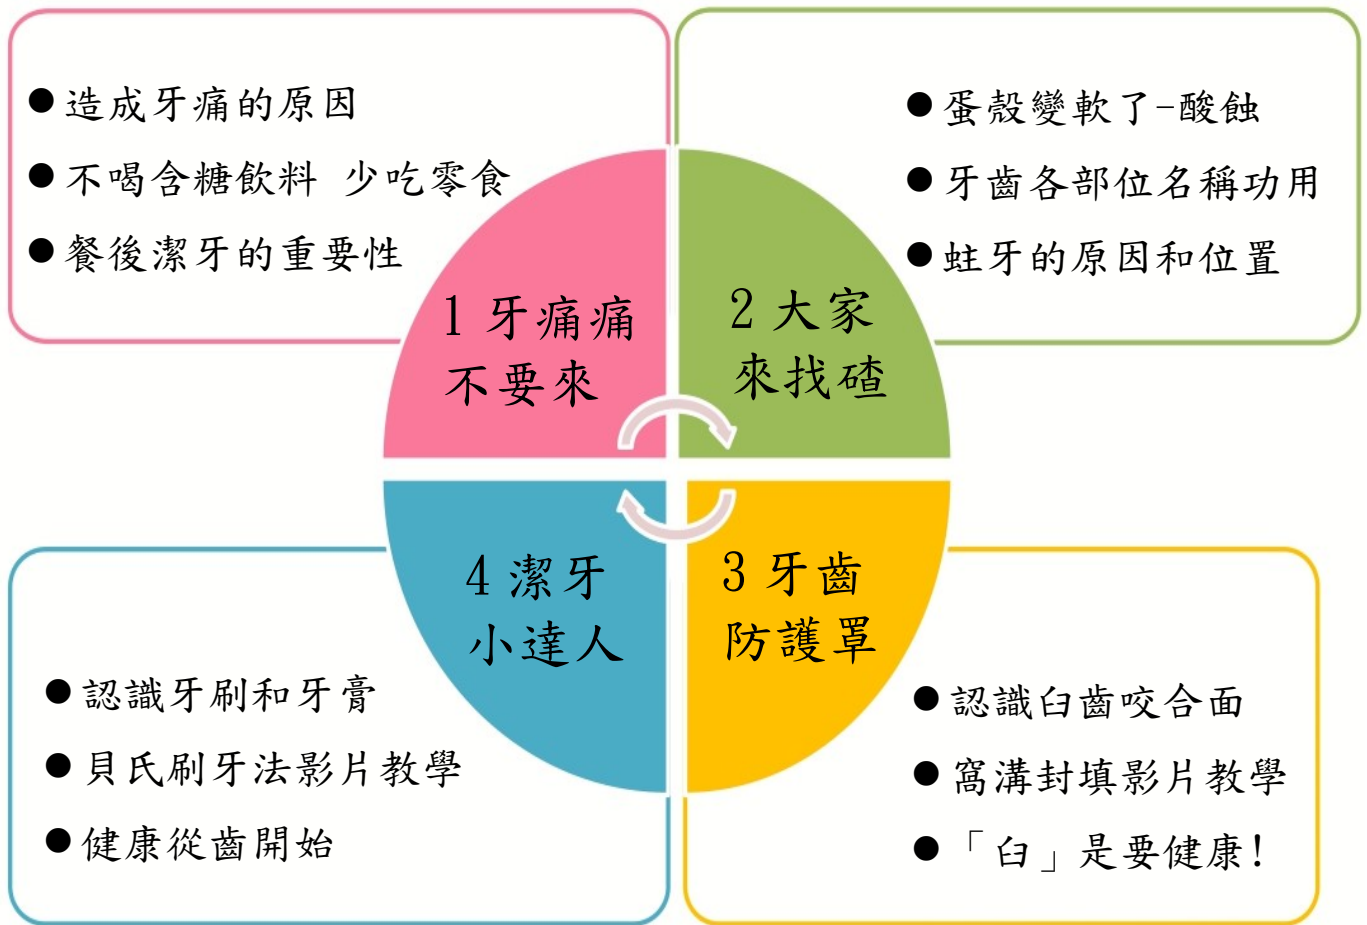 ● 造成牙痛的原因
● 不喝含糖飲料 少吃零食
● 餐後潔牙的重要性
1 牙痛痛
不要來
● 蛋殼變軟了-酸蝕
● 牙齒各部位名稱功用
● 蛀牙的原因和位置
2 大家
來找碴
3 牙齒
防護罩
● 認識臼齒咬合面
● 窩溝封填影片教學
● 「臼」是要健康!
4 潔牙
小達人
● 認識牙刷和牙膏
● 貝氏刷牙法影片教學
● 健康從齒開始